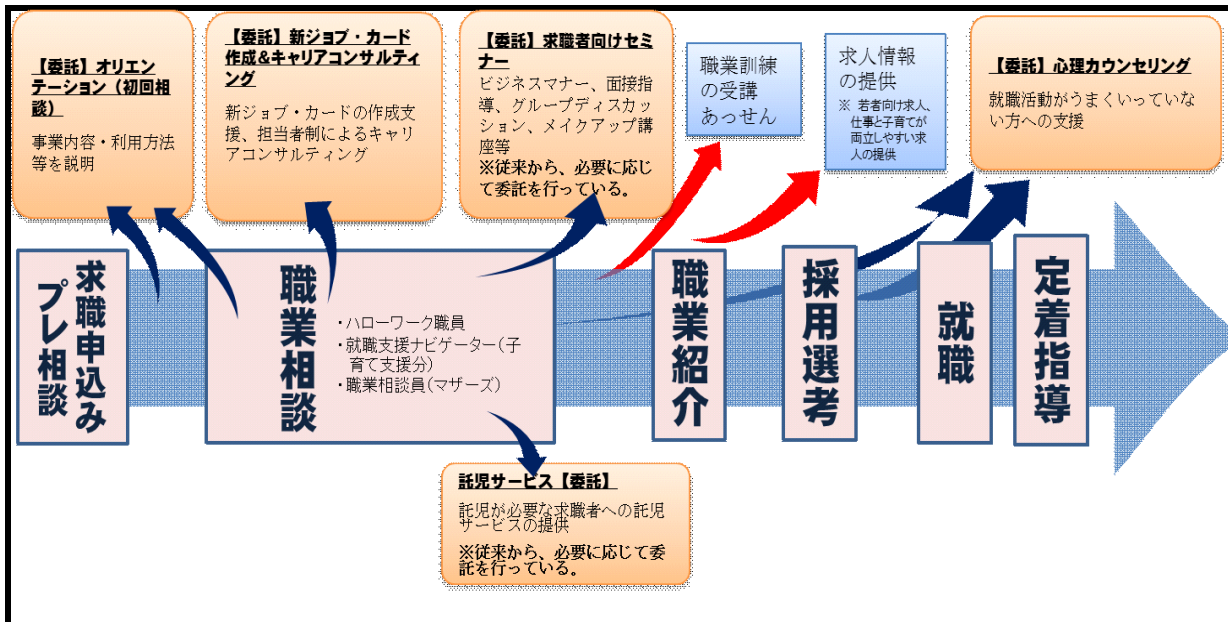 【委託】オリエン
テーション（初回相
談）
事業内容・利用方法
等を説明
【委託】新ジョブ・カード
作成&キャリアコンサルティ
ング
新ジョブ・カードの作成支
援、担当者制によるキャリ
アコンサルティング
【委託】求職者向けセミ
ナー
ビジネスマナー、面接指
導、グループディスカッ
ション、メイクアップ講
座等
※従来から、必要に応じ
て委託を行っている。
職業訓練
の受講
あっせん
求人情報
の提供
※ 若者向け求人、
仕事と子育てが
両立しやすい求
人の提供
【委託】心理カウンセリング
就職活動がうまくいっていな
い方への支援
求職申込み
プレ相談
職業相談
・ハローワーク職員
・就職支援ナビゲーター（子
育て支援分）
・職業相談員（マザーズ）
職業紹介
採用選考
就職
定着指導
託児サービス【委託】
託児が必要な求職者への託児
サービスの提供
※従来から、必要に応じて委
託を行っている。